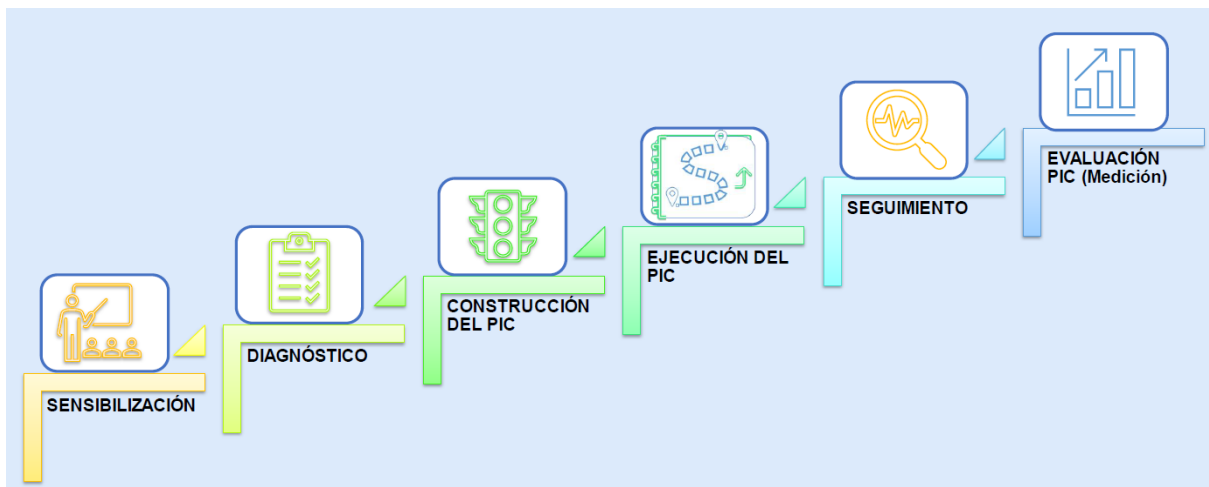 SENSIBILIZACIÓN
DIAGNÓSTICO
CONSTRUCCIÓN
DEL PIC
EJECUCIÓN DEL
PIC
SEGUIMIENTO
EVALUACIÓN
PIC (Medición)